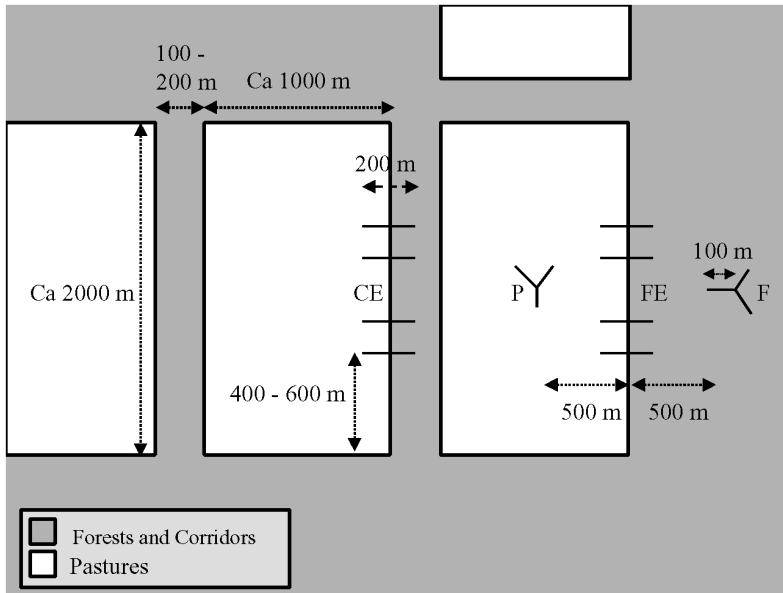 100 -
200 m
Ca 1000 m
200 m
Ca 2000 m
CE
P
FE
100 m
F
400 - 600 m
500 m
500 m
Forests and Corridors
Pastures